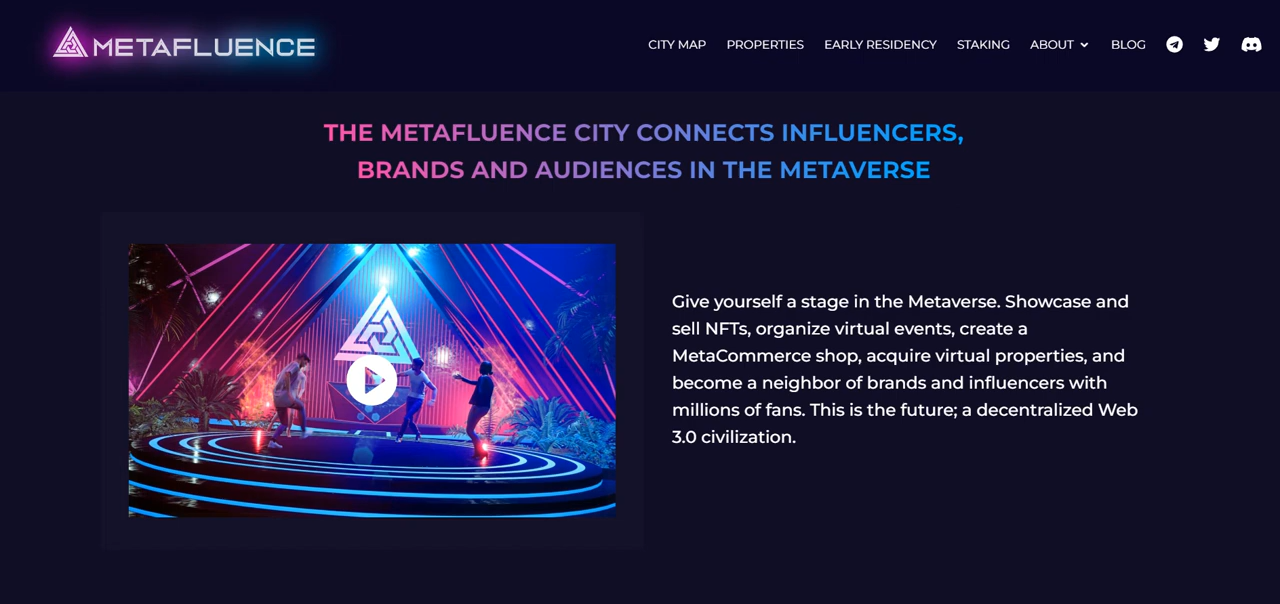 METAFLUENCE
CITY MAP
PROPERTIES
EARLY RESIDENCY
STAKING
ABOUT
BLOG
THE METAFLUENCE CITY CONNECTS INFLUENCERS,
BRANDS AND AUDIENCES IN THE METAVERSE
Give yourself a stage in the Metaverse. Showcase and
sell NFTs, organize virtual events, create a
MetaCommerce shop, acquire virtual properties, and
become a neighbor of brands and influencers with
millions of fans. This is the future; a decentralized Web
3.0 civilization.